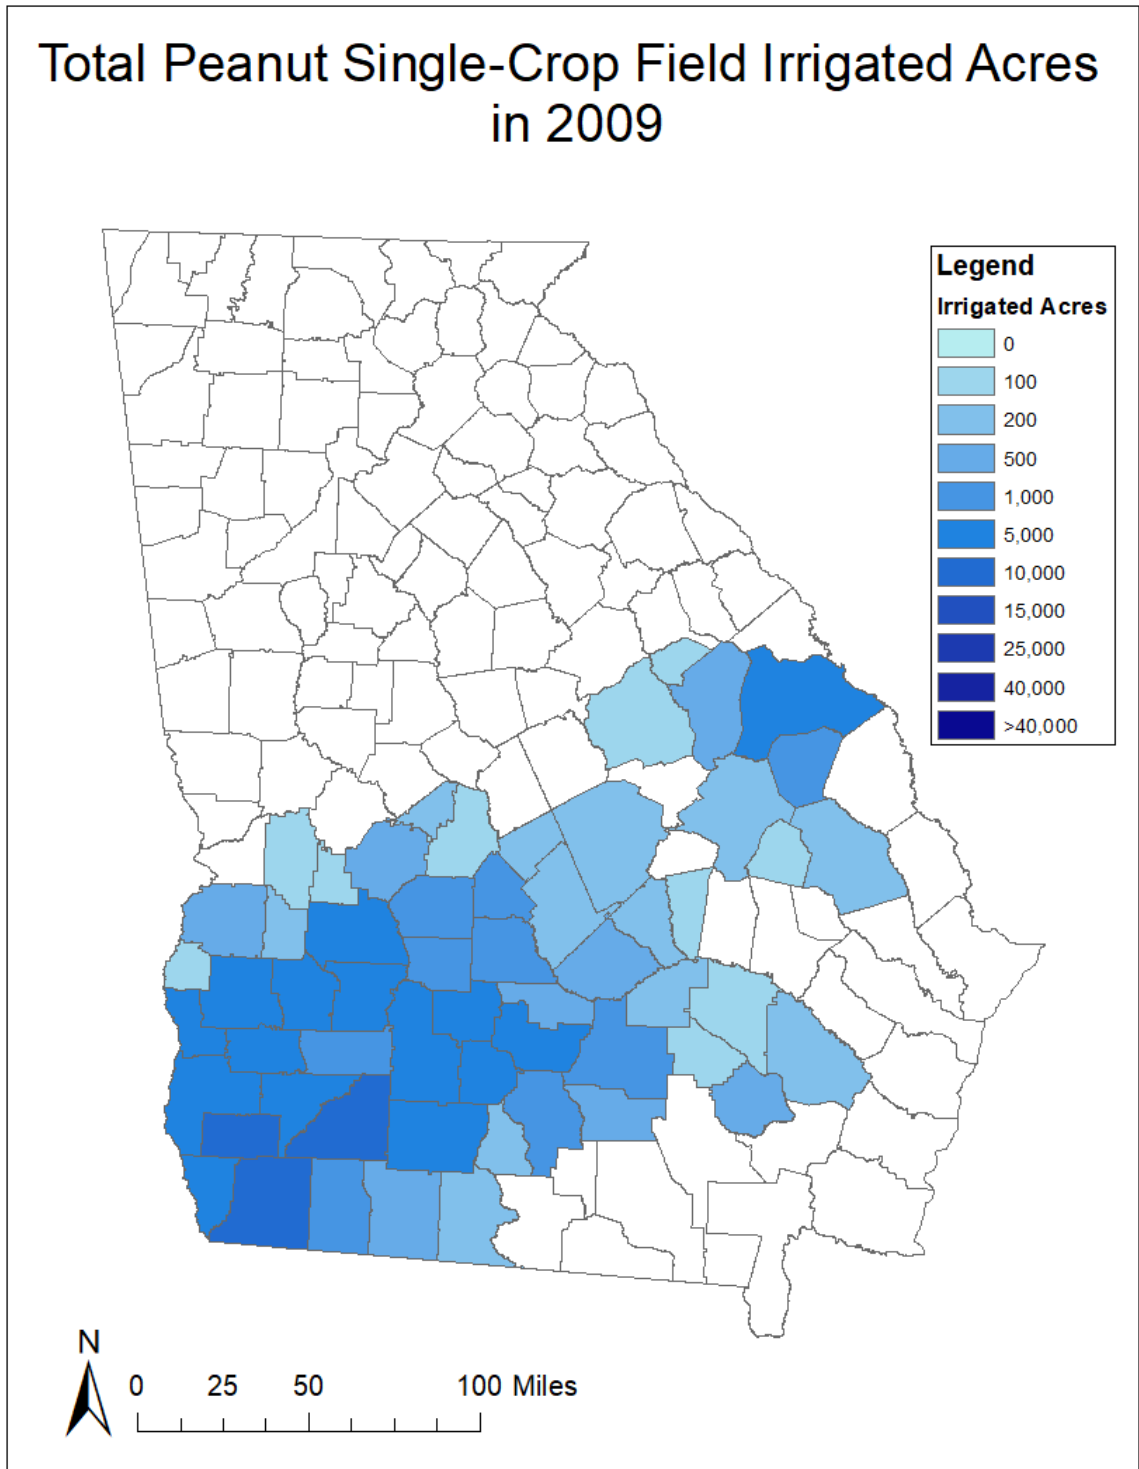 Total Peanut Single-Crop Field Irrigated Acres
in 2009
Legend
Irrigated Acres
0
100
200
500
1,000
5,000
10,000
15,000
25,000
40,000
>40,000
N
0 25 50 100 Miles